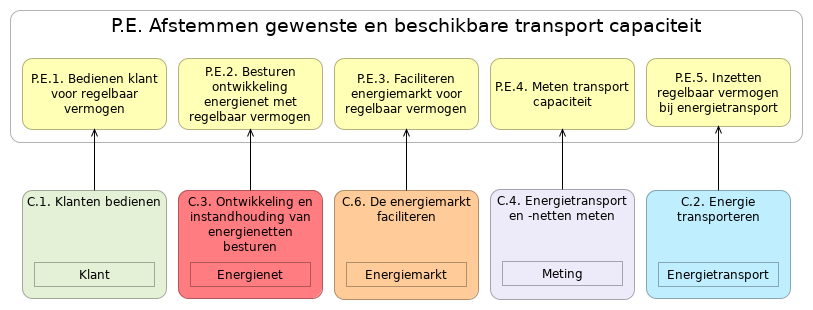 P.E. Afstemmen gewenste en beschikbare transport capaciteit
P.E.1. Bedienen klant
voor regelbaar
vermogen
P.E.2. Besturen
ontwikkeling
energienet met
regelbaar vermogen
P.E.3. Faciliteren
energiemarkt voor
regelbaar vermogen
P.E.4. Meten transport
capaciteit
P.E.5. Inzetten
regelbaar vermogen
bij energietransport
C.1. Klanten bedienen
Klant
C.3. Ontwikkeling en
instandhouding van
energienetten
besturen
Energienet
C.6. De energiemarkt
faciliteren
Energiemarkt
C.4. Energietransport
en -netten meten
Meting
C.2. Energie
transporteren
Energietransport